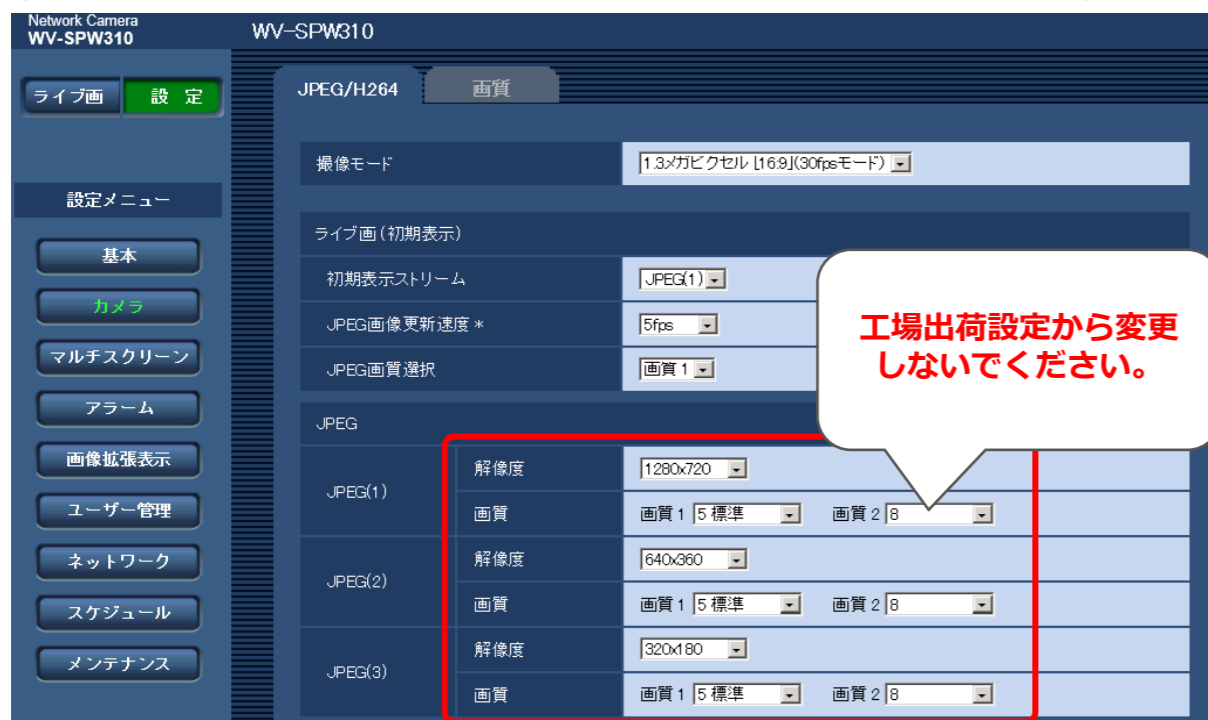 Network Camera
WV-SPW310
WV-SPW310
ライブ画 設 定
JPEG/H264 画質
撮像モード 1.3メガピクセル [16:9](30fpsモード)
設定メニュー
ライブ画(初期表示)
基本
初期表示ストリーム JPEG(1)
カメラ
JPEG画像更新速度* 5fps
工場出荷設定から変更
しないでください。
マルチスクリーン
JPEG画質選択 画質1
アラーム
JPEG
画像拡張表示
JPEG(1)
解像度 1280x720
画質 画質1 5 標準 画質2 8
ユーザー管理
ネットワーク
JPEG(2)
解像度 640x360
画質 画質1 5 標準 画質2 8
スケジュール
メンテナンス
JPEG(3)
解像度 320x180
画質 画質1 5 標準 画質2 8